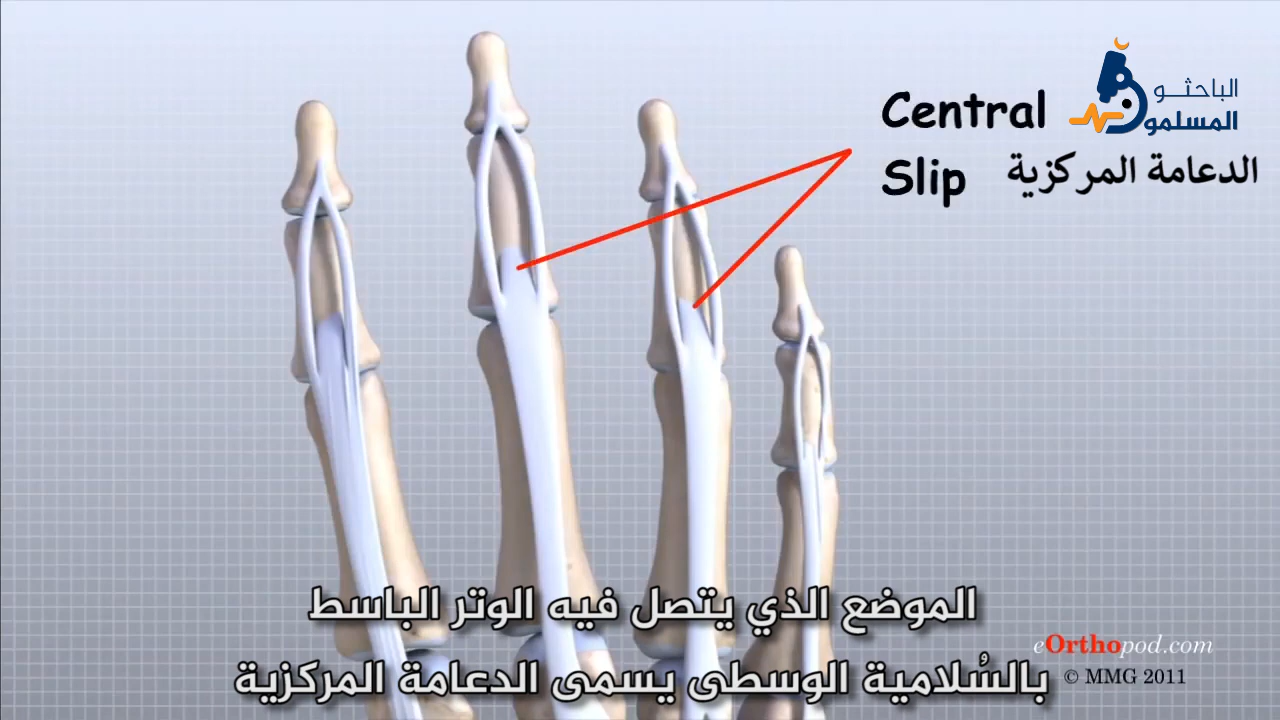 Central
Slip
الباحثون
المسلمون
الدعامة المركزية
الموضع الذي يتصل فيه الوتر الباسط
بالسُلامية الوسطى يسمى الدعامة المركزية
eOrthopod.com
© MMG 2011